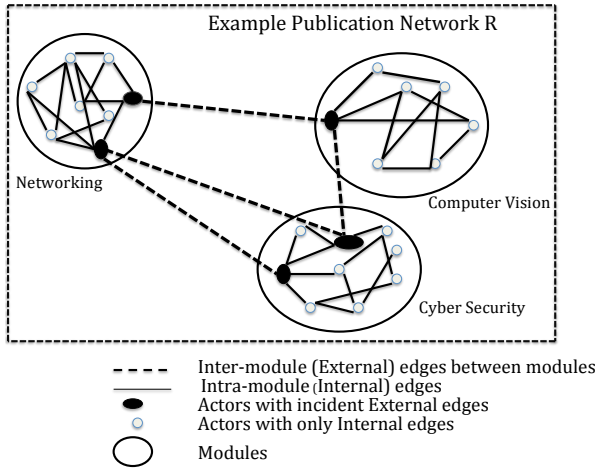 Example Publication Network R
Networking
Computer Vision
Cyber Security
Inter-module (External) edges between modules
Intra-module (Internal) edges
Actors with incident External edges
Actors with only Internal edges
Modules